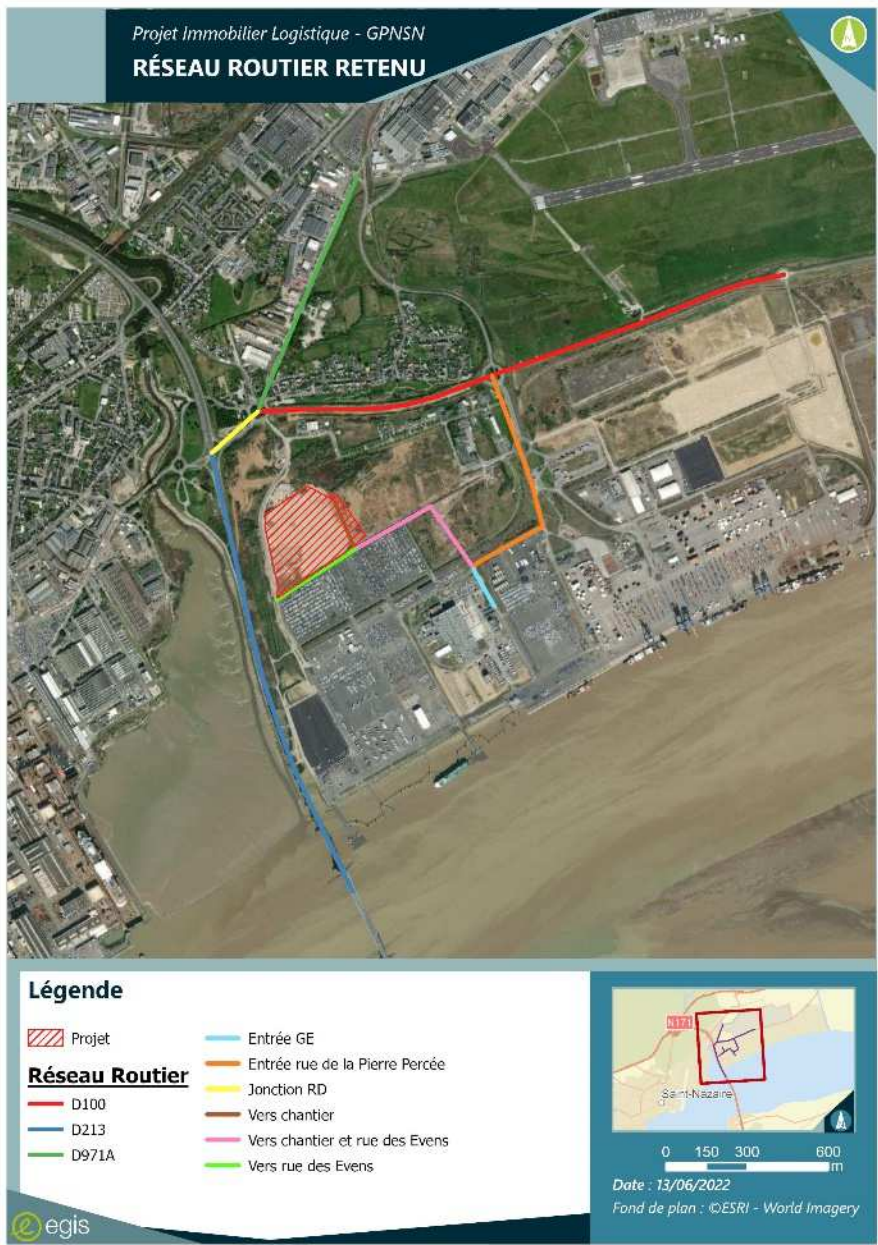 Projet Immobilier Logistique - GPNSN
RÉSEAU ROUTIER RETENU
N
Légende
Projet
Réseau Routier
D100
D213
D971A
Entrée GE
Entrée rue de la Pierre Percée
Jonction RD
Vers chantier
Vers chantier et rue des Evens
Vers rue des Evens
N171
Saint-Nazaire
0 150 300 600
m
Date : 13/06/2022
Fond de plan : ©ESRI - World Imagery
egis